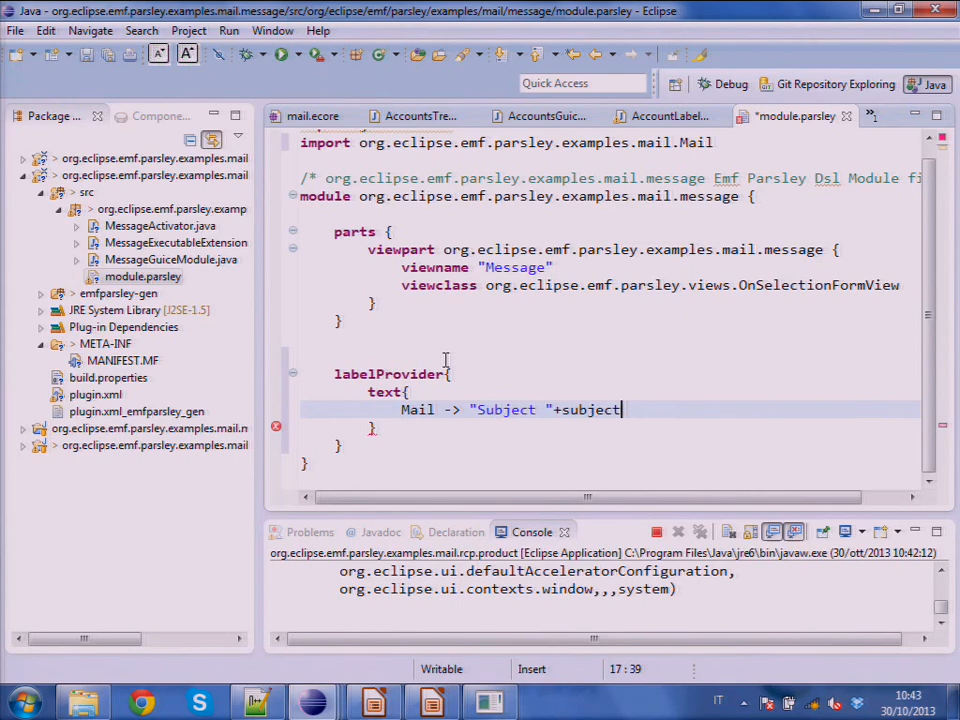 Java - org.eclipse.emf.parsley.examples.mail.message/src/org/eclipse/emf/parsley/examples/mail/message/module.parsley - Eclipse
File Edit Navigate Search Project Run Window Help
Quick Access
Debug Git Repository Exploring Java
Package ... Compone...
mail.ecore AccountsTre... AccountsGuic... AccountLabel... *module.parsley »1
org.eclipse.emf.parsley.examples.mail
org.eclipse.emf.parsley.examples.mail
src
org.eclipse.emf.parsley.examp
MessageActivator.java
MessageExecutableExtension
MessageGuiceModule.java
module.parsley
emfparsley-gen
JRE System Library [J2SE-1.5]
Plug-in Dependencies
META-INF
MANIFEST.MF
build.properties
plugin.xml
plugin.xml_emfparsley_gen
org.eclipse.emf.parsley.examples.mail.m
org.eclipse.emf.parsley.examples.mail
import org.eclipse.emf.parsley.examples.mail.Mail
/* org.eclipse.emf.parsley.examples.mail.message Emf Parsley Dsl Module fi
module org.eclipse.emf.parsley.examples.mail.message {
parts {
viewpart org.eclipse.emf.parsley.examples.mail.message {
viewname "Message"
viewclass org.eclipse.emf.parsley.views.OnSelectionFormView
}
}
labelProvider{
text{
Mail -> "Subject "+subject
}
}
}
Problems Javadoc Declaration Console
org.eclipse.emf.parsley.examples.mail.rcp.product [Eclipse Application] C:\Program Files\Java\jre6\bin\javaw.exe (30/ott/2013 10:42:12)
org.eclipse.ui.defaultAcceleratorConfiguration,
org.eclipse.ui.contexts.window,,,system)
Writable Insert 17 : 39
IT
10:43
30/10/2013